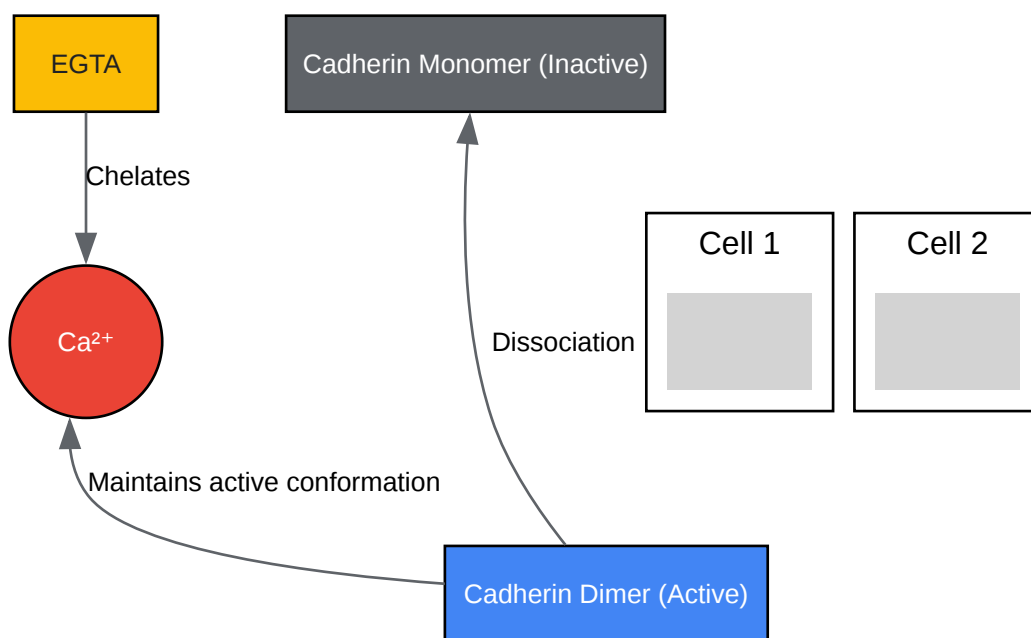 EGTA
Cadherin Monomer (Inactive)
Chelates
Cell 1
Cell 2
Ca²⁺
Dissociation
Maintains active conformation
Cadherin Dimer (Active)